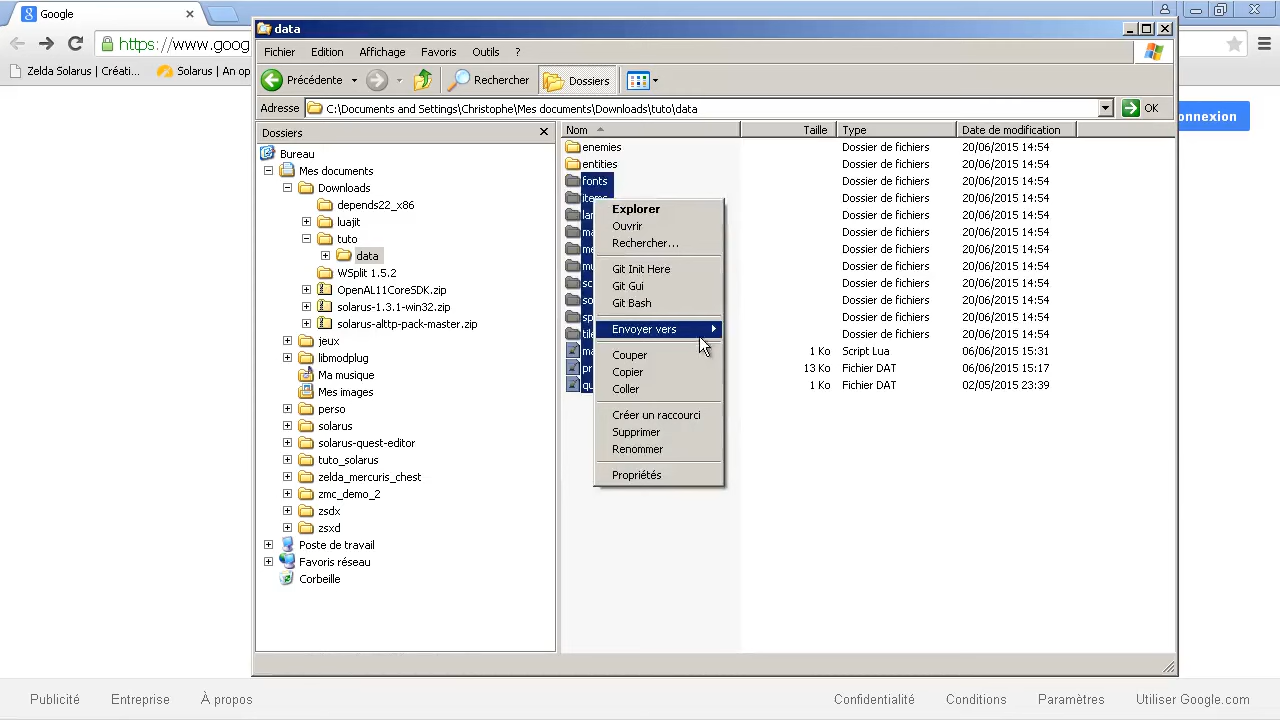 Google
https://www.goog
Zelda Solarus | Créati...
Solarus | An op
data
Fichier
Edition
Affichage
Favoris
Outils
?
Précédente
Rechercher
Dossiers
Adresse
C:\Documents and Settings\Christophe\Mes documents\Downloads\tuto\data
OK
onnexion
Dossiers
Bureau
Mes documents
Downloads
depends22_x86
luajit
tuto
data
WSplit 1.5.2
OpenAL11CoreSDK.zip
solarus-1.3.1-win32.zip
solarus-alttp-pack-master.zip
jeux
libmodplug
Ma musique
Mes images
perso
solarus
solarus-quest-editor
tuto_solarus
zelda_mercuris_chest
zmc_demo_2
zsdx
zsxd
Poste de travail
Favoris réseau
Corbeille
Nom Taille Type Date de modification
enemies Dossier de fichiers 20/06/2015 14:54
entities Dossier de fichiers 20/06/2015 14:54
fonts Dossier de fichiers 20/06/2015 14:54
items Dossier de fichiers 20/06/2015 14:54
lan Dossier de fichiers 20/06/2015 14:54
ma Dossier de fichiers 20/06/2015 14:54
me Dossier de fichiers 20/06/2015 14:54
mu Dossier de fichiers 20/06/2015 14:54
sc Dossier de fichiers 20/06/2015 14:54
so Dossier de fichiers 20/06/2015 14:54
sp Dossier de fichiers 20/06/2015 14:54
tile Dossier de fichiers 20/06/2015 14:54
ma 1 Ko Script Lua 06/06/2015 15:31
pr 13 Ko Fichier DAT 06/06/2015 15:17
qu 1 Ko Fichier DAT 02/05/2015 23:39
Explorer
Ouvrir
Rechercher...
Git Init Here
Git Gui
Git Bash
Envoyer vers
Couper
Copier
Coller
Créer un raccourci
Supprimer
Renommer
Propriétés
Publicité
Entreprise
À propos
Confidentialité
Conditions
Paramètres
Utiliser Google.com